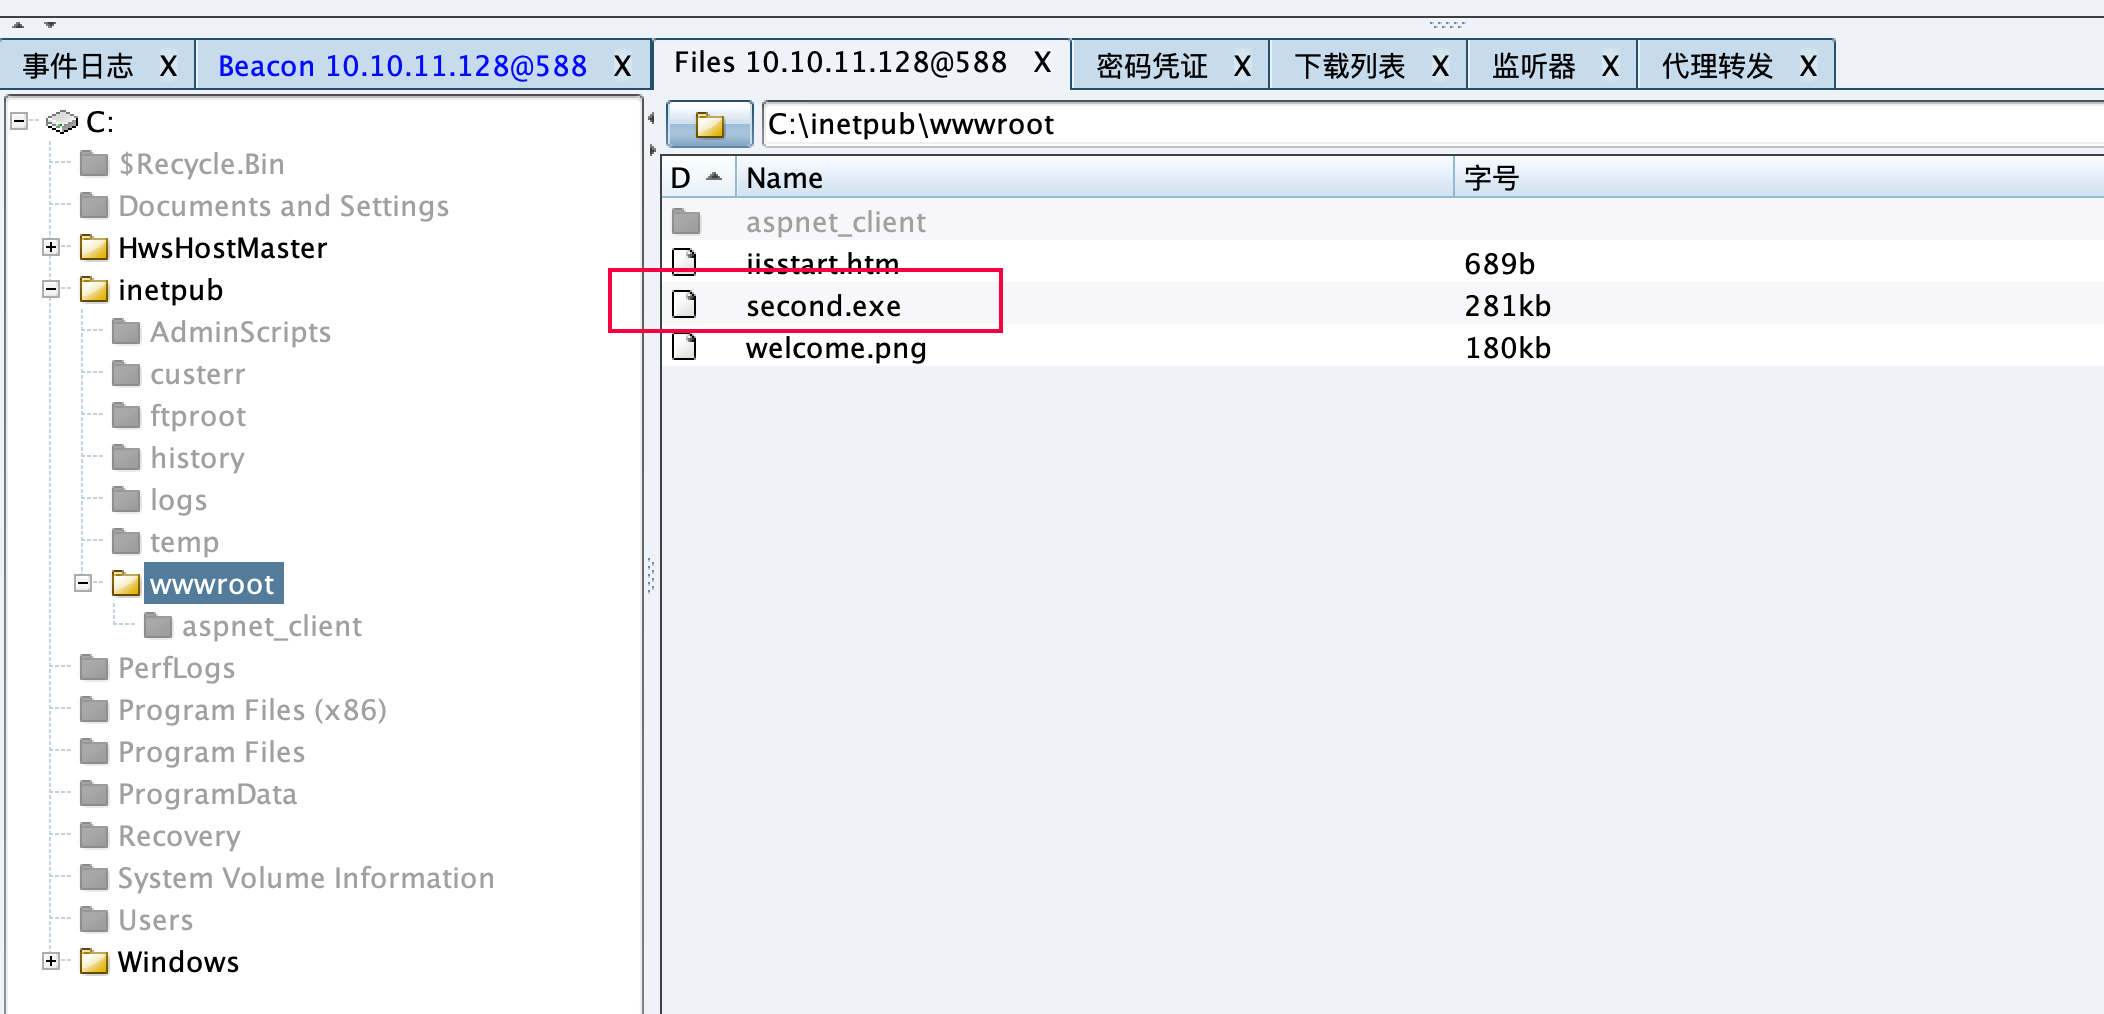 事件日志 X Beacon 10.10.11.128@588 X Files 10.10.11.128@588 X 密码凭证 X 下载列表 X 监听器 X 代理转发 X
C:
$Recycle.Bin
Documents and Settings
HwsHostMaster
inetpub
AdminScripts
custerr
ftproot
history
logs
temp
wwwroot
aspnet_client
PerfLogs
Program Files (x86)
Program Files
ProgramData
Recovery
System Volume Information
Users
Windows
C:\inetpub\wwwroot
D Name 字号
aspnet_client
iisstart.htm 689b
second.exe 281kb
welcome.png 180kb